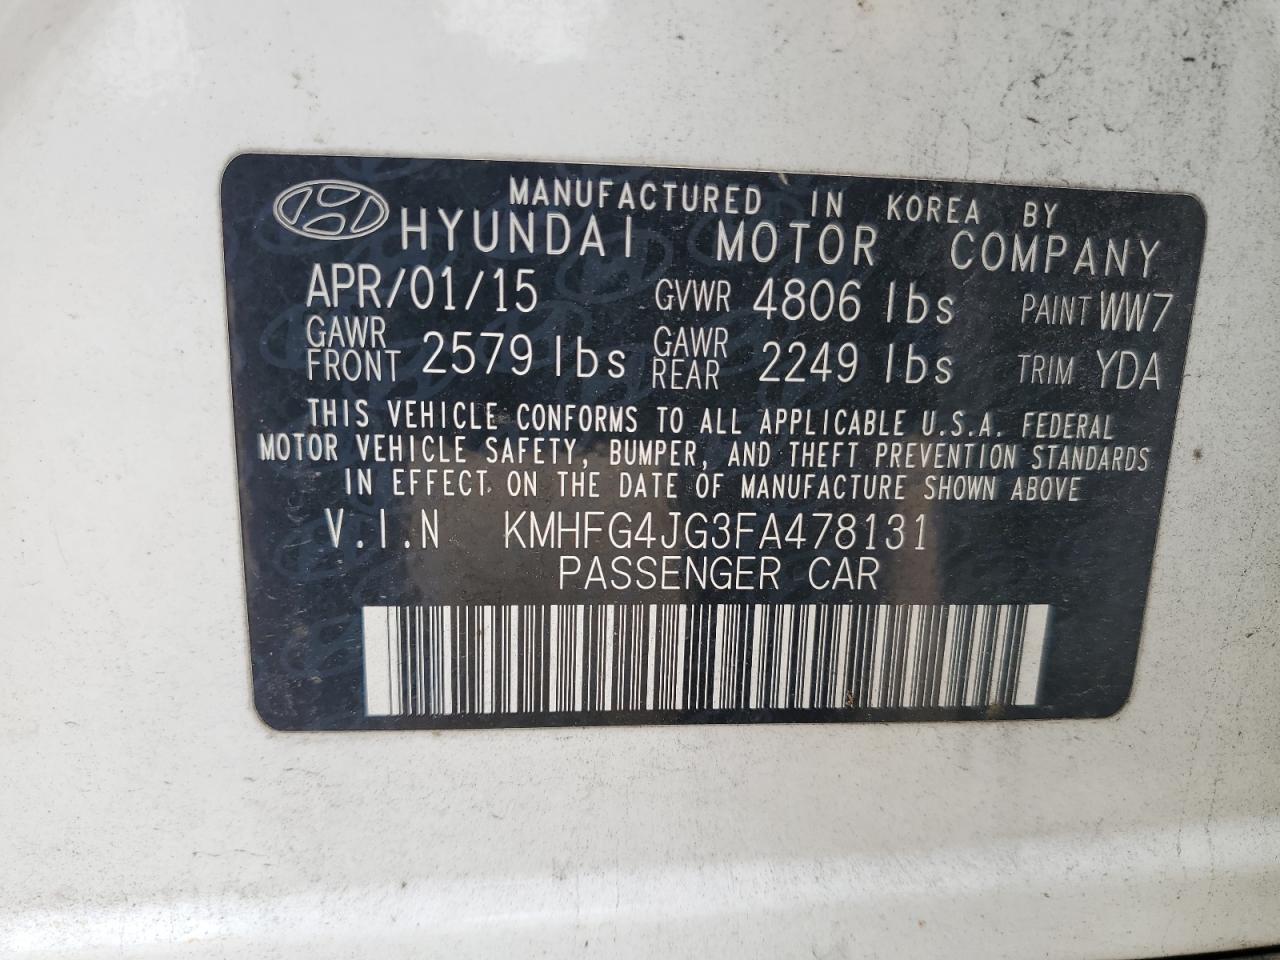 MANUFACTURED IN KOREA BY
HYUNDAI MOTOR COMPANY
APR/01/15 GVWR 4806 lbs PAINT WW7
GAWR FRONT 2579 lbs GAWR REAR 2249 lbs TRIM YDA
THIS VEHICLE CONFORMS TO ALL APPLICABLE U.S.A. FEDERAL
MOTOR VEHICLE SAFETY, BUMPER, AND THEFT PREVENTION STANDARDS
IN EFFECT ON THE DATE OF MANUFACTURE SHOWN ABOVE
V.I.N KMHFG4JG3FA478131
PASSENGER CAR